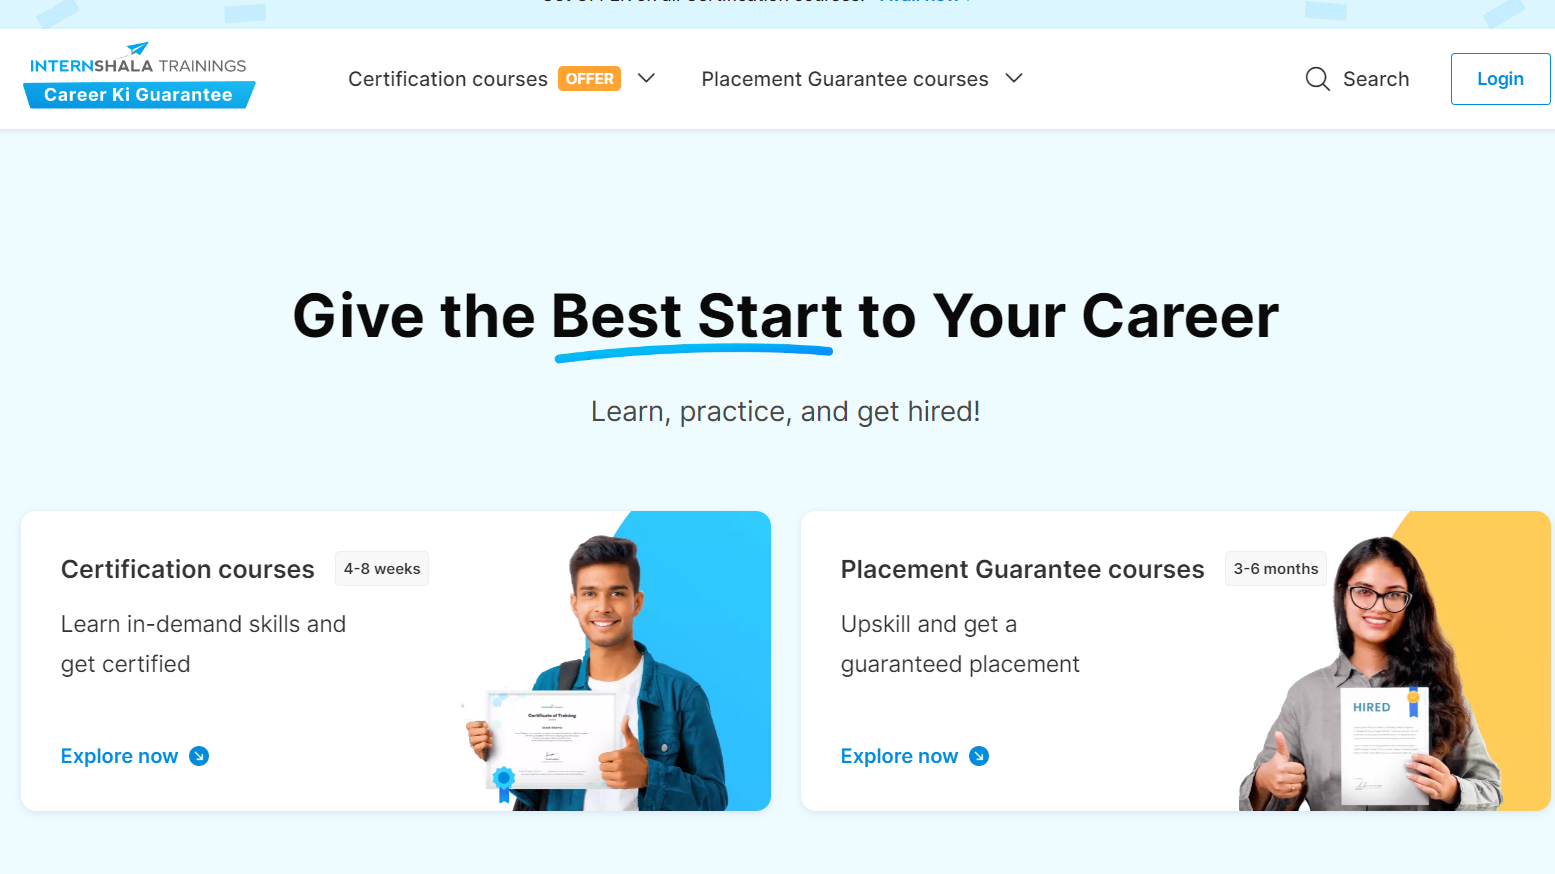 INTERNSHALA TRAININGS
Career Ki Guarantee
Certification courses OFFER
Placement Guarantee courses
Search
Login
Give the Best Start to Your Career
Learn, practice, and get hired!
Certification courses 4-8 weeks
Learn in-demand skills and
get certified
Explore now
Certificate of Training
Placement Guarantee courses 3-6 months
Upskill and get a
guaranteed placement
Explore now
HIRED